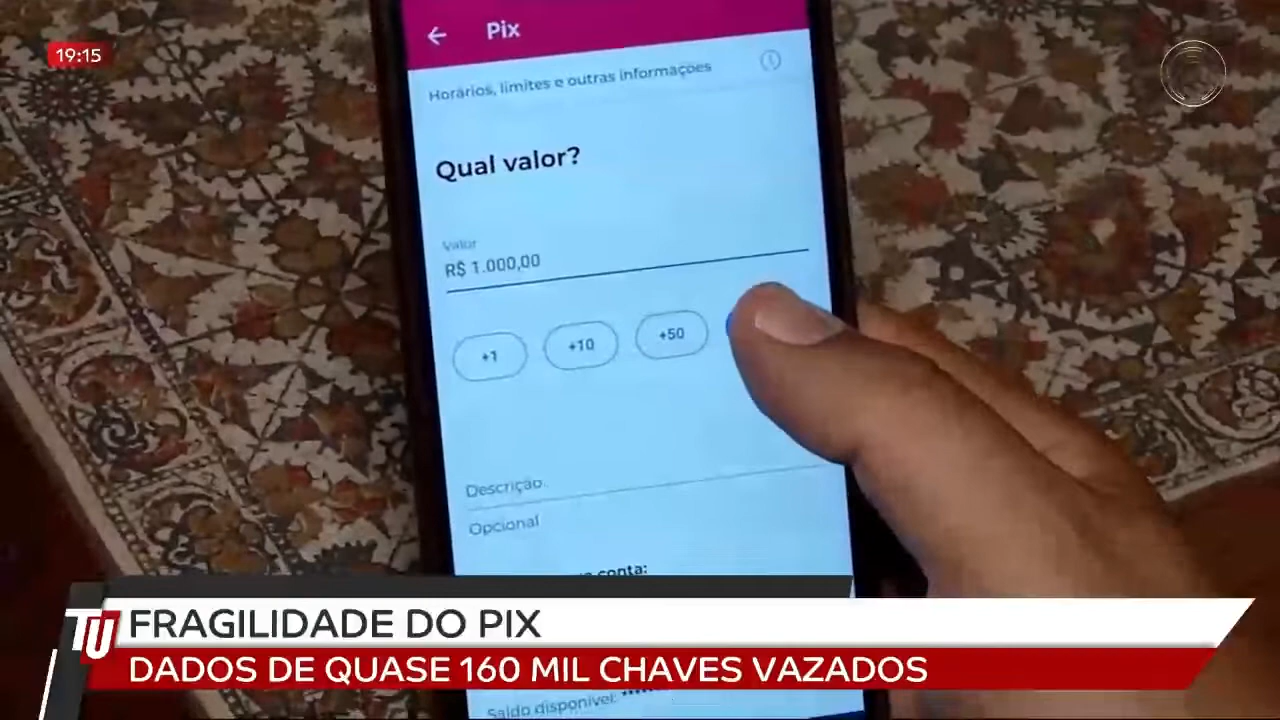 19:15
Pix
Horários, limites e outras informações
Qual valor?
Valor
R$ 1.000,00
+1
+10
+50
Descrição
Opcional
conta:
TU
FRAGILIDADE DO PIX
DADOS DE QUASE 160 MIL CHAVES VAZADOS
Saldo disponível: